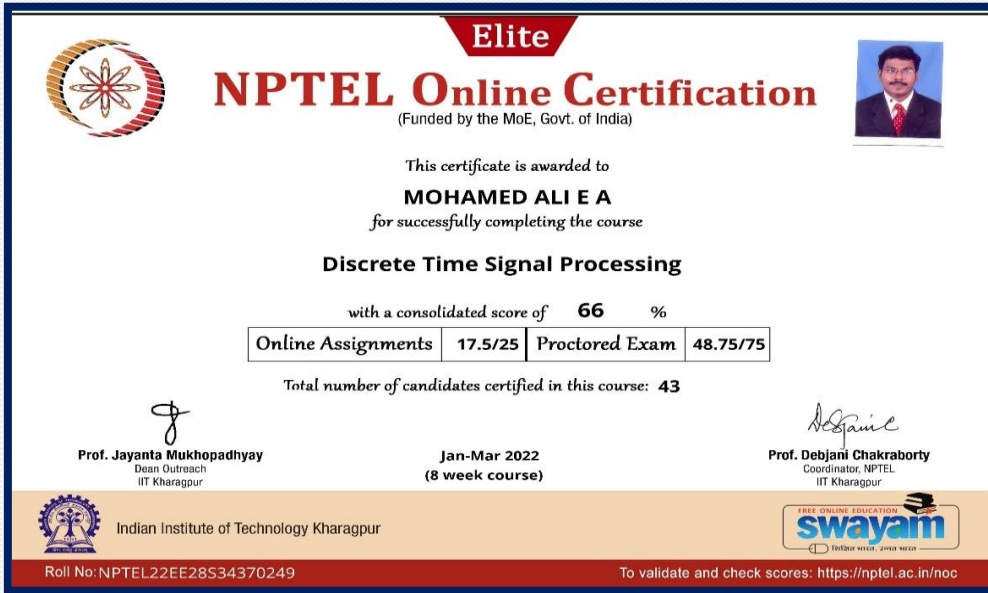 Elite
NPTEL Online Certification
(Funded by the MoE, Govt. of India)
This certificate is awarded to
MOHAMED ALI E A
for successfully completing the course
Discrete Time Signal Processing
with a consolidated score of 66 %
Online Assignments 17.5/25 Proctored Exam 48.75/75
Total number of candidates certified in this course: 43
Prof. Jayanta Mukhopadhyay
Dean Outreach
IIT Kharagpur
Jan-Mar 2022
(8 week course)
Prof. Debjani Chakraborty
Coordinator, NPTEL
IIT Kharagpur
Indian Institute of Technology Kharagpur
FREE ONLINE EDUCATION
swayam
शिक्षित भारत, उन्नत भारत
Roll No:NPTEL22EE28S34370249
To validate and check scores: https://nptel.ac.in/noc